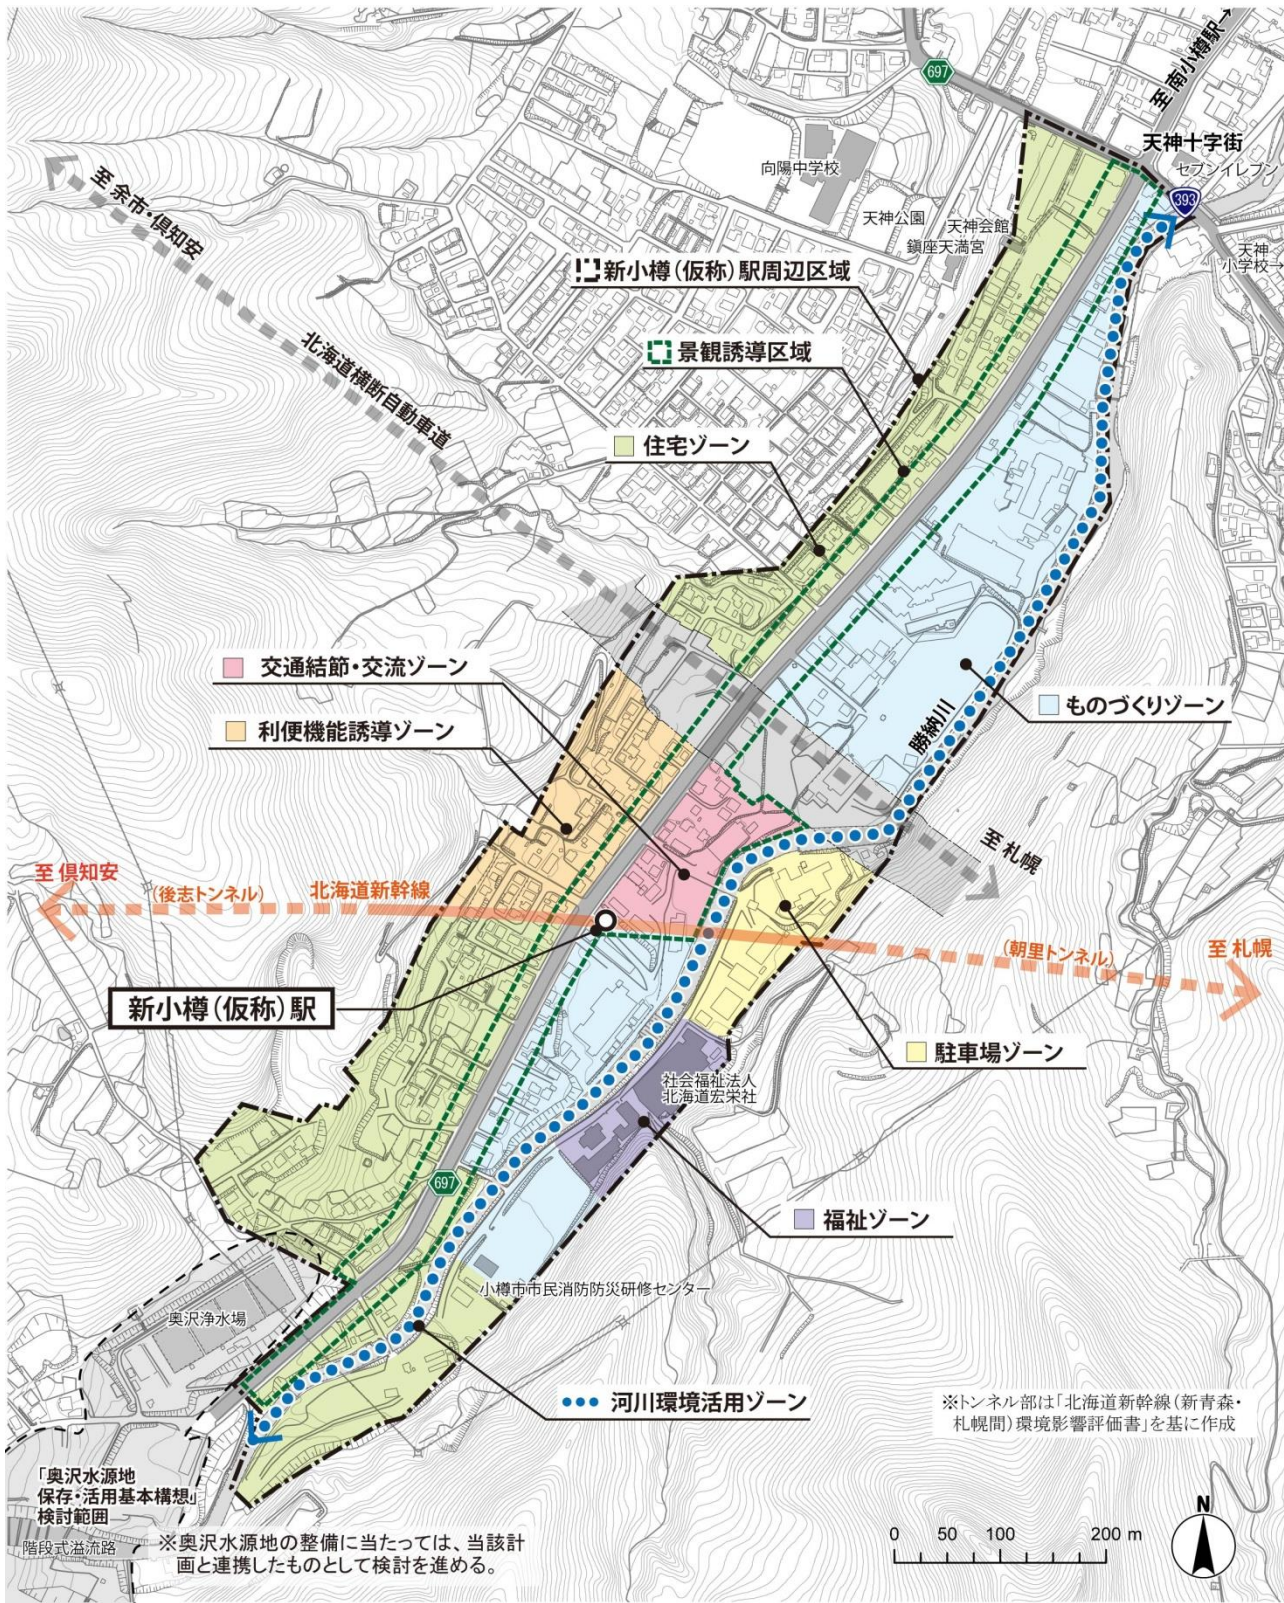 697
至 南小樽駅→
天神十字街
セブンイレブン
向陽中学校
393
天神公園
天神会館
鎮座天満宮
天神
小学校→
至 余市・倶知安
新小樽(仮称)駅周辺区域
北海道横断自動車道
景観誘導区域
住宅ゾーン
交通結節・交流ゾーン
利便機能誘導ゾーン
ものづくりゾーン
勝納川
至 札幌
至 倶知安
(後志トンネル)
北海道新幹線
(朝里トンネル)
至 札幌
新小樽(仮称)駅
駐車場ゾーン
社会福祉法人
北海道宏栄社
697
福祉ゾーン
小樽市市民消防防災研修センター
奥沢浄水場
河川環境活用ゾーン
※トンネル部は「北海道新幹線(新青森・
札幌間)環境影響評価書」を基に作成
「奥沢水源地
保存・活用基本構想」
検討範囲
階段式溢流路
※奥沢水源地の整備に当たっては、当該計
画と連携したものとして検討を進める。
N
0 50 100 200 m